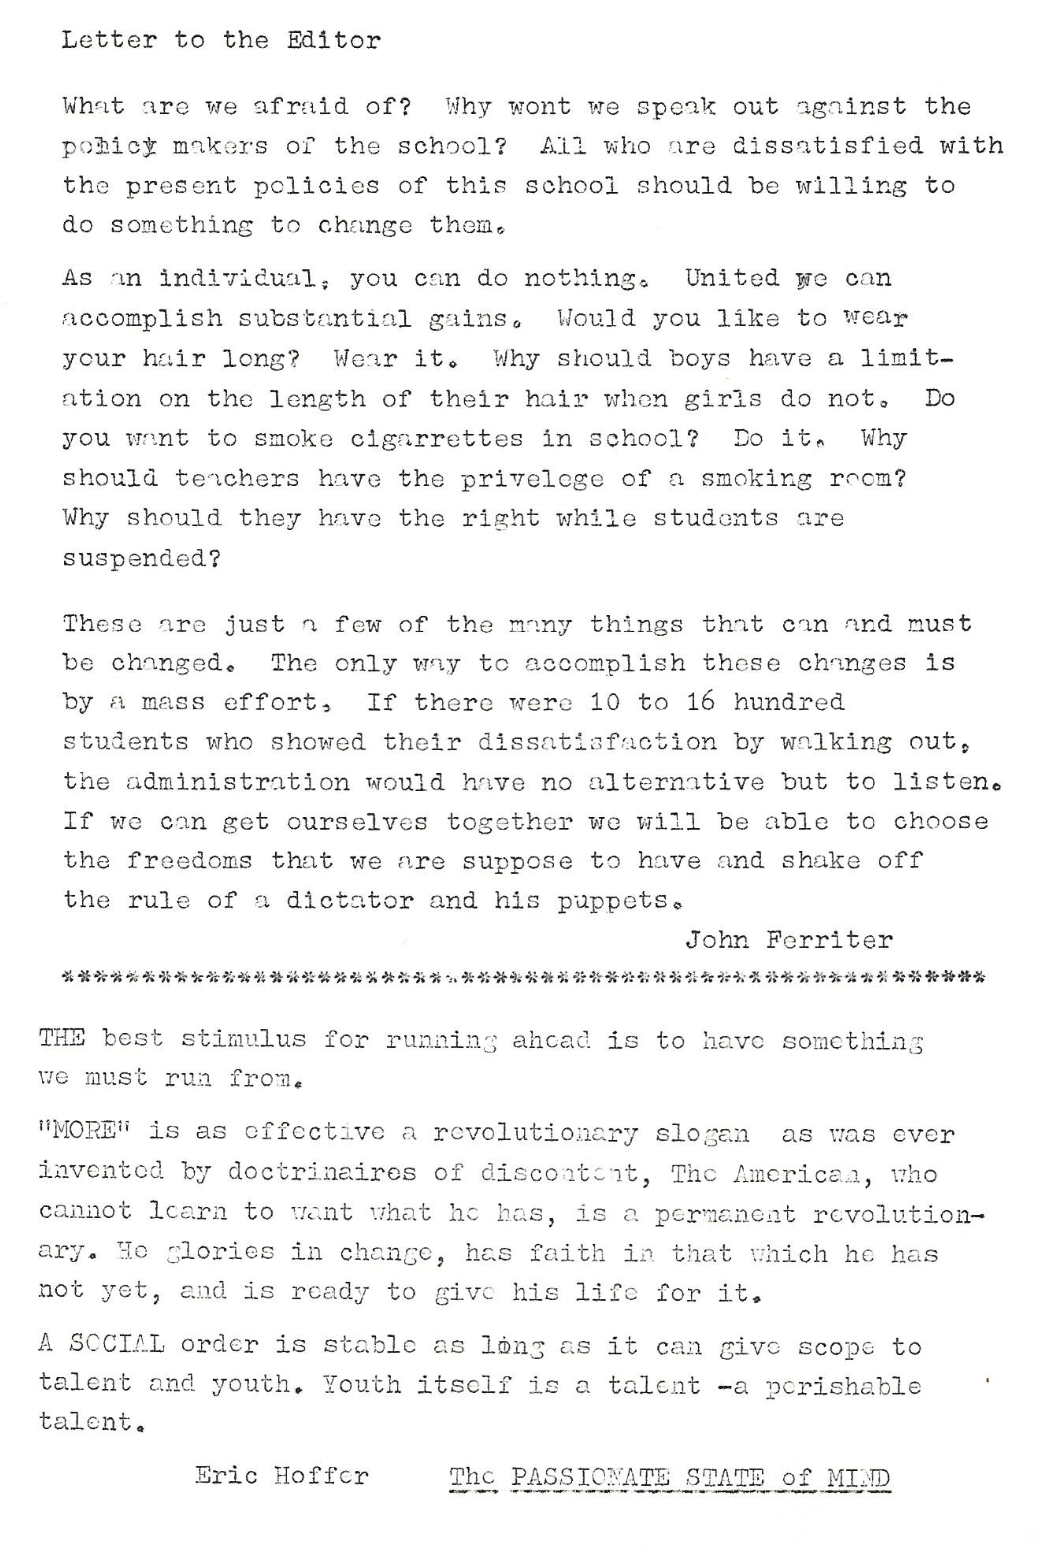 Letter to the Editor
What are we afraid of?  Why wont we speak out against the
policy makers of the school?  All who are dissatisfied with
the present policies of this school should be willing to
do something to change them.
As an individual, you can do nothing.  United we can
accomplish substantial gains.  Would you like to wear
your hair long?  Wear it.  Why should boys have a limit-
ation on the length of their hair when girls do not.  Do
you want to smoke cigarrettes in school?  Do it.  Why
should teachers have the privelege of a smoking room?
Why should they have the right while students are
suspended?
These are just a few of the many things that can and must
be changed.  The only way to accomplish these changes is
by a mass effort,  If there were 10 to 16 hundred
students who showed their dissatisfaction by walking out,
the administration would have no alternative but to listen.
If we can get ourselves together we will be able to choose
the freedoms that we are suppose to have and shake off
the rule of a dictator and his puppets.
John Ferriter
**********************************************************
THE best stimulus for running ahead is to have something
we must run from.
"MORE" is as effective a revolutionary slogan  as was ever
invented by doctrinaires of discontent, The American, who
cannot learn to want what he has, is a permanent revolution-
ary. He glories in change, has faith in that which he has
not yet, and is ready to give his life for it.
A SOCIAL order is stable as long as it can give scope to
talent and youth. Youth itself is a talent -a perishable
talent.
Eric Hoffer     The PASSIONATE STATE of MIND